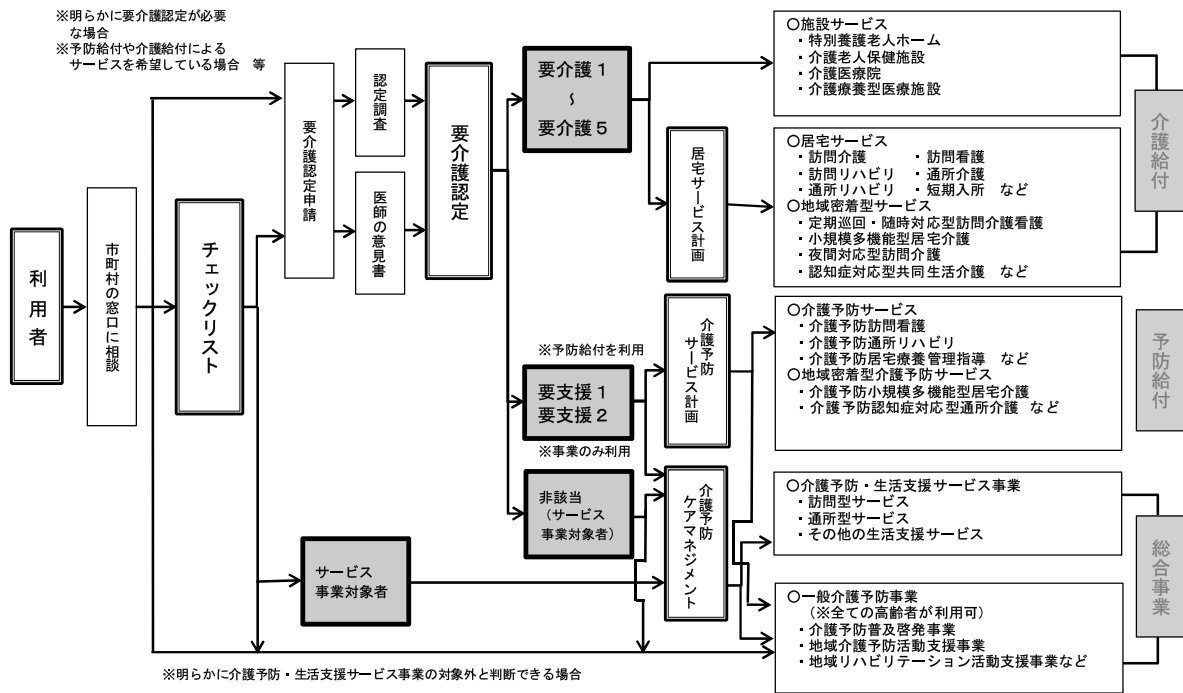 ※明らかに要介護認定が必要
な場合
※予防給付や介護給付による
サービスを希望している場合　等
利用者
市町村の窓口に相談
チェックリスト
要介護認定申請
認定調査
医師の意見書
要介護認定
要介護１
～
要介護５
※予防給付を利用
要支援１
要支援２
※事業のみ利用
非該当
（サービス
事業対象者）
サービス
事業対象者
居宅サービス計画
介護予防
サービス計画
介護予防
ケアマネジメント
○施設サービス
・特別養護老人ホーム
・介護老人保健施設
・介護医療院
・介護療養型医療施設
○居宅サービス
・訪問介護　・訪問看護
・訪問リハビリ　・通所介護
・通所リハビリ　・短期入所　など
○地域密着型サービス
・定期巡回・随時対応型訪問介護看護
・小規模多機能型居宅介護
・夜間対応型訪問介護
・認知症対応型共同生活介護　など
介護給付
○介護予防サービス
・介護予防訪問看護
・介護予防通所リハビリ
・介護予防居宅療養管理指導　など
○地域密着型介護予防サービス
・介護予防小規模多機能型居宅介護
・介護予防認知症対応型通所介護　など
予防給付
○介護予防・生活支援サービス事業
・訪問型サービス
・通所型サービス
・その他の生活支援サービス
○一般介護予防事業
（※全ての高齢者が利用可）
・介護予防普及啓発事業
・地域介護予防活動支援事業
・地域リハビリテーション活動支援事業など
総合事業
※明らかに介護予防・生活支援サービス事業の対象外と判断できる場合